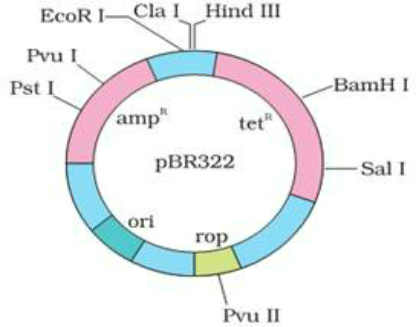 EcoR I
Cla I
Hind III
Pvu I
Pst I
BamH I
amp^R
tet^R
pBR322
Sal I
ori
rop
Pvu II